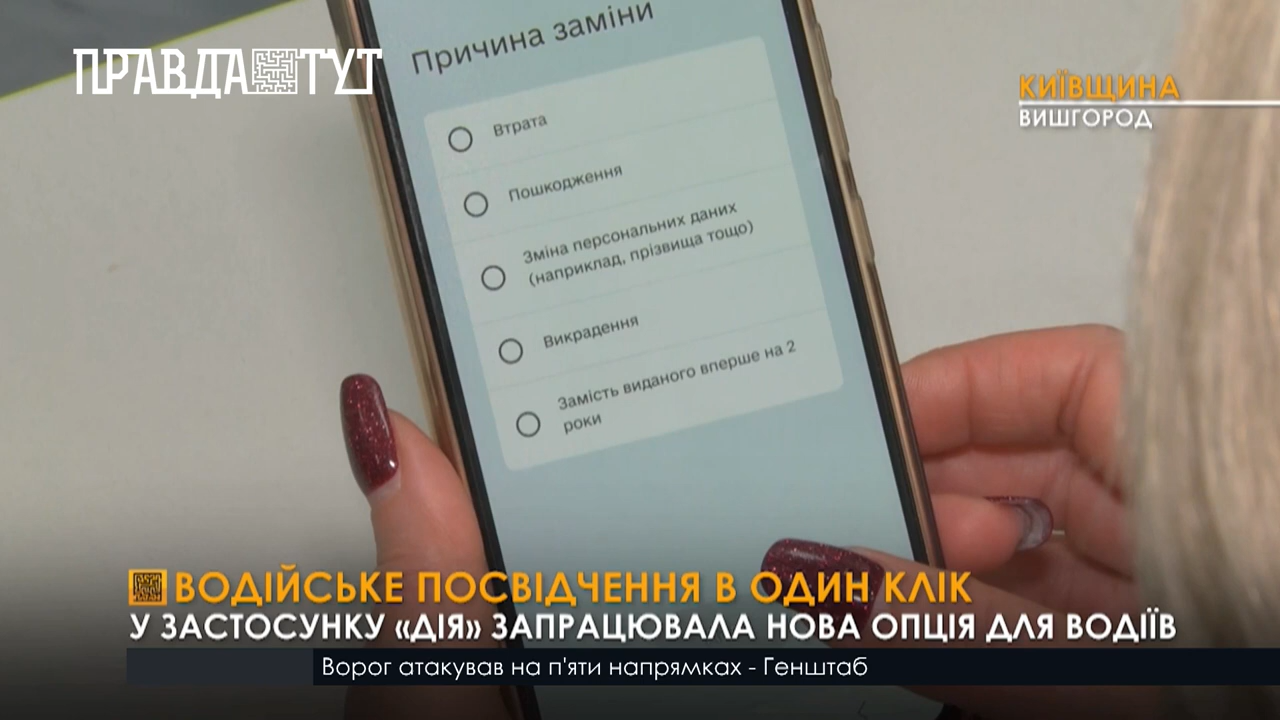 ПРАВДА ТУТ
КИЇВЩИНА
ВИШГОРОД
Причина заміни
Втрата
Пошкодження
Зміна персональних даних
(наприклад, прізвища тощо)
Викрадення
Замість виданого вперше на 2
роки
ВОДІЙСЬКЕ ПОСВІДЧЕННЯ В ОДИН КЛІК
У ЗАСТОСУНКУ «ДІЯ» ЗАПРАЦЮВАЛА НОВА ОПЦІЯ ДЛЯ ВОДІЇВ
Ворог атакував на п'яти напрямках - Генштаб